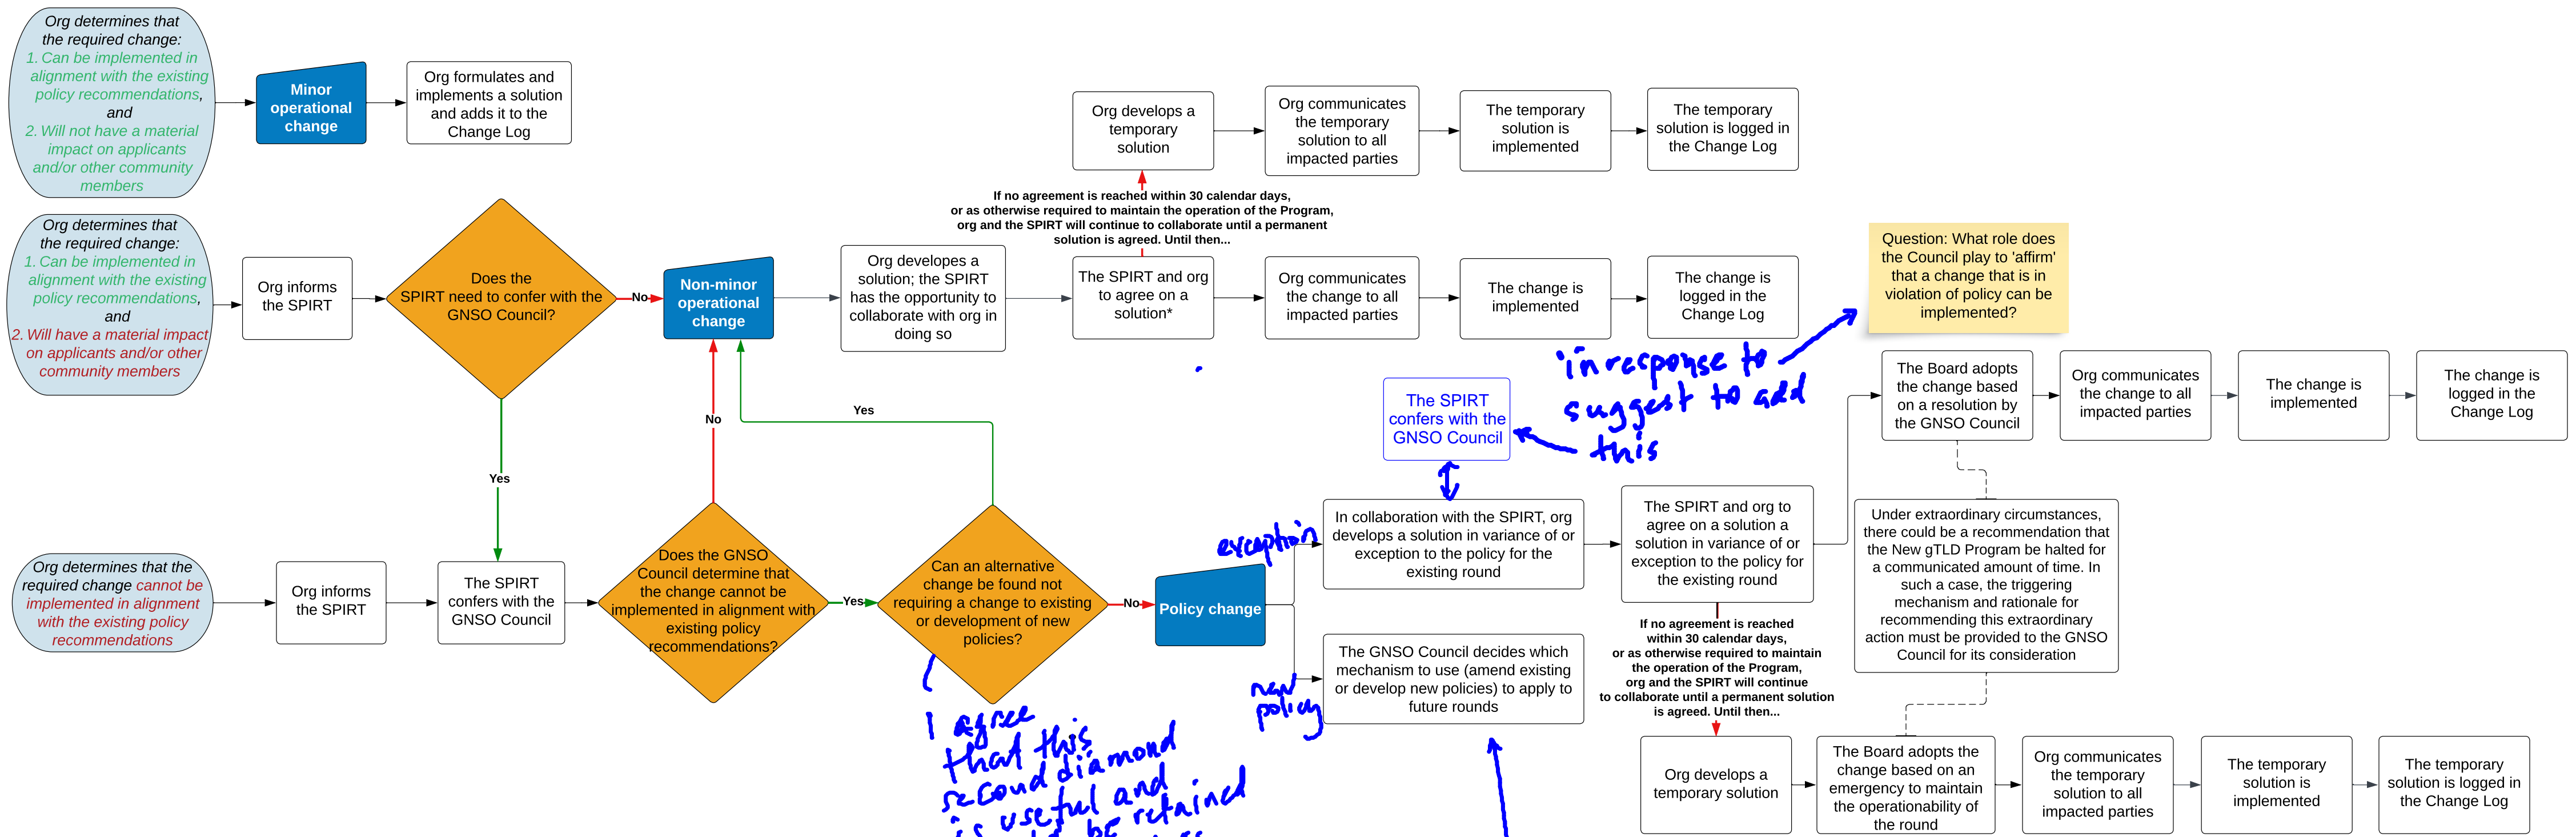 Org determines that
the required change:
1. Can be implemented in
alignment with the existing
policy recommendations,
and
2. Will not have a material
impact on applicants
and/or other community
members
Minor
operational
change
Org formulates and
implements a solution
and adds it to the
Change Log
Org determines that
the required change:
1. Can be implemented in
alignment with the existing
policy recommendations,
and
2. Will have a material impact
on applicants and/or other
community members
Org informs
the SPIRT
Does the
SPIRT need to confer with the
GNSO Council?
No
Yes
Non-minor
operational
change
Org developes a
solution; the SPIRT
has the opportunity to
collaborate with org in
doing so
The SPIRT and org
to agree on a
solution*
Org communicates
the change to all
impacted parties
The change is
implemented
The change is
logged in the
Change Log
If no agreement is reached within 30 calendar days,
or as otherwise required to maintain the operation of the Program,
org and the SPIRT will continue to collaborate until a permanent
solution is agreed. Until then...
Org develops a
temporary
solution
Org communicates
the temporary
solution to all
impacted parties
The temporary
solution is
implemented
The temporary
solution is logged in
the Change Log
Question: What role does
the Council play to 'affirm'
that a change that is in
violation of policy can be
implemented?
in response to
suggest to add
this
The SPIRT
confers with the
GNSO Council
Org determines that the
required change cannot be
implemented in alignment
with the existing policy
recommendations
Org informs
the SPIRT
The SPIRT
confers with the
GNSO Council
Does the GNSO
Council determine that
the change cannot be
implemented in alignment with
existing policy
recommendations?
No
Yes
Can an alternative
change be found not
requiring a change to existing
or development of new
policies?
Yes
No
I agree
that this
second diamond
is useful and
be retained
Policy change
exception
new
policy
In collaboration with the SPIRT, org
develops a solution in variance of or
exception to the policy for the
existing round
The GNSO Council decides which
mechanism to use (amend existing
or develop new policies) to apply to
future rounds
The SPIRT and org to
agree on a solution a
solution in variance of or
exception to the policy for
the existing round
The Board adopts
the change based
on a resolution by
the GNSO Council
Org communicates
the change to all
impacted parties
The change is
implemented
The change is
logged in the
Change Log
Under extraordinary circumstances,
there could be a recommendation that
the New gTLD Program be halted for
a communicated amount of time. In
such a case, the triggering
mechanism and rationale for
recommending this extraordinary
action must be provided to the GNSO
Council for its consideration
If no agreement is reached
within 30 calendar days,
or as otherwise required to maintain
the operation of the Program,
org and the SPIRT will continue
to collaborate until a permanent solution
is agreed. Until then...
Org develops a
temporary solution
The Board adopts the
change based on an
emergency to maintain
the operationability of
the round
Org communicates
the temporary
solution to all
impacted parties
The temporary
solution is
implemented
The temporary
solution is logged in
the Change Log